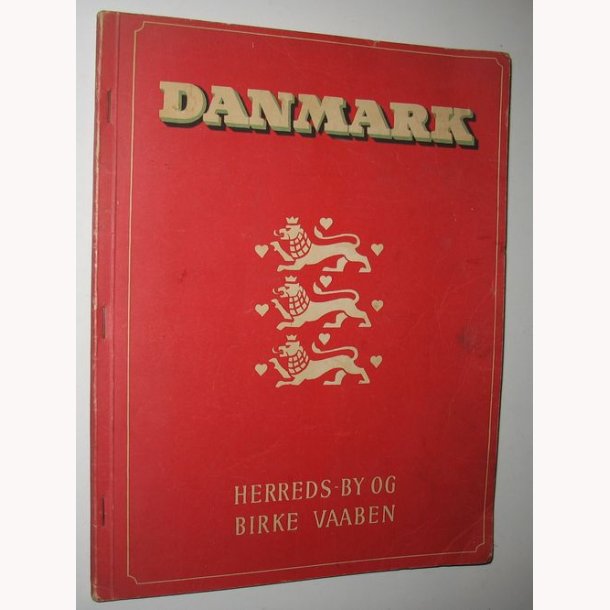 DANMARK
HERREDS-BY OG
BIRKE VAABEN